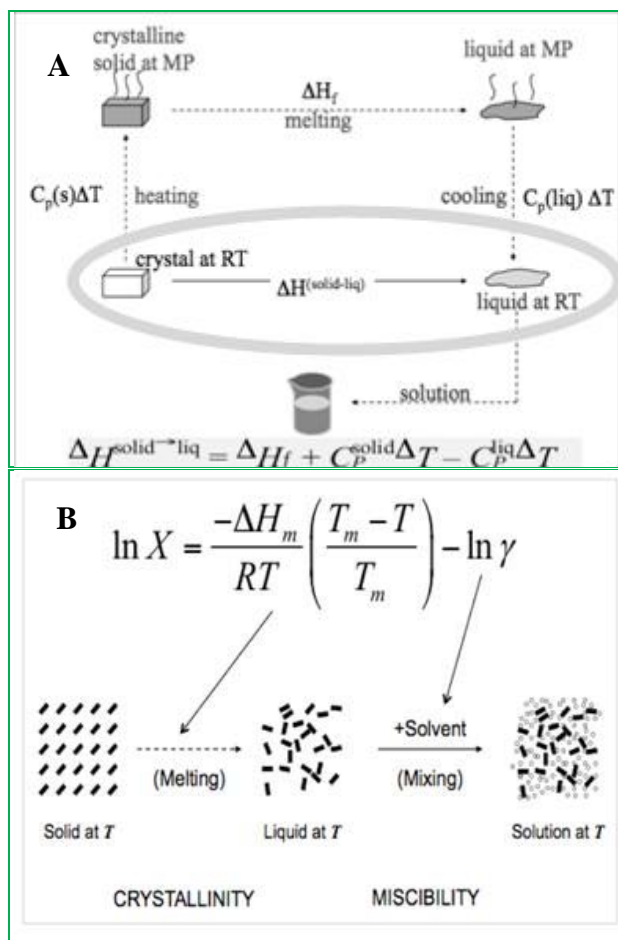 A
crystalline
solid at MP
liquid at MP
ΔH_f
melting
C_p(s)ΔT
heating
cooling
C_p(liq) ΔT
crystal at RT
ΔH^(solid-liq)
liquid at RT
solution
ΔH^solid→liq = ΔH_f + C_P^solid ΔT − C_P^liq ΔT
B
ln X = −ΔH_m / RT ( T_m − T / T_m ) − ln γ
+Solvent
(Melting)
(Mixing)
Solid at T
Liquid at T
Solution at T
CRYSTALLINITY
MISCIBILITY